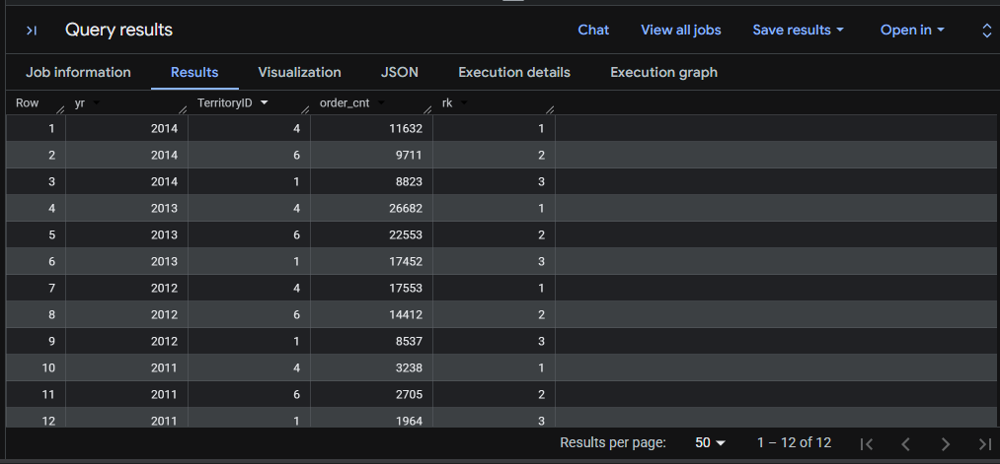 Query results Chat View all jobs Save results Open in
Job information Results Visualization JSON Execution details Execution graph
Row yr TerritoryID order_cnt rk
1 2014 4 11632 1
2 2014 6 9711 2
3 2014 1 8823 3
4 2013 4 26682 1
5 2013 6 22553 2
6 2013 1 17452 3
7 2012 4 17553 1
8 2012 6 14412 2
9 2012 1 8537 3
10 2011 4 3238 1
11 2011 6 2705 2
12 2011 1 1964 3
Results per page: 50 1 – 12 of 12